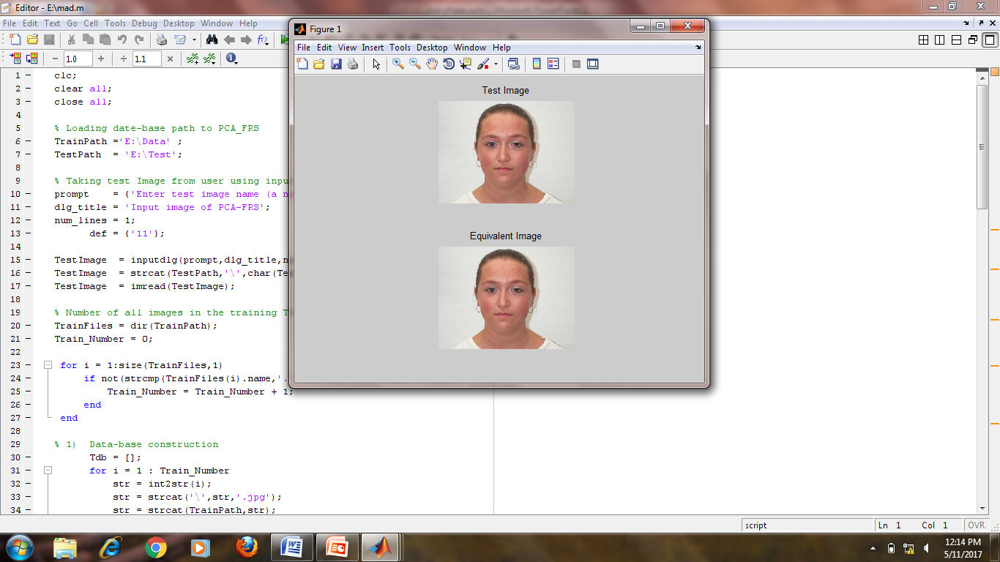 Editor - E:\mad.m
File Edit Text Go Cell Tools Debug Desktop Window Help
1.0
1.1
1 clc;
2 clear all;
3 close all;
4
5 % Loading date-base path to PCA_FRS
6 TrainPath ='E:\Data' ;
7 TestPath  = 'E:\Test';
8
9 % Taking test Image from user using inpu
10 prompt    = {'Enter test image name (a n
11 dlg_title = 'Input image of PCA-FRS';
12 num_lines = 1;
13 def = {'11'};
14
15 TestImage  = inputdlg(prompt,dlg_title,n
16 TestImage  = strcat(TestPath,'\',char(Te
17 TestImage  = imread(TestImage);
18
19 % Number of all images in the training T
20 TrainFiles = dir(TrainPath);
21 Train_Number = 0;
22
23 for i = 1:size(TrainFiles,1)
24 if not(strcmp(TrainFiles(i).name,'.
25 Train_Number = Train_Number + 1;
26 end
27 end
28
29 % 1)  Data-base construction
30 Tdb = [];
31 for i = 1 : Train_Number
32 str = int2str(i);
33 str = strcat('\',str,'.jpg');
34 str = strcat(TrainPath,str);
Figure 1
File Edit View Insert Tools Desktop Window Help
Test Image
Equivalent Image
script
Ln 1 Col 1 OVR
12:14 PM
5/11/2017